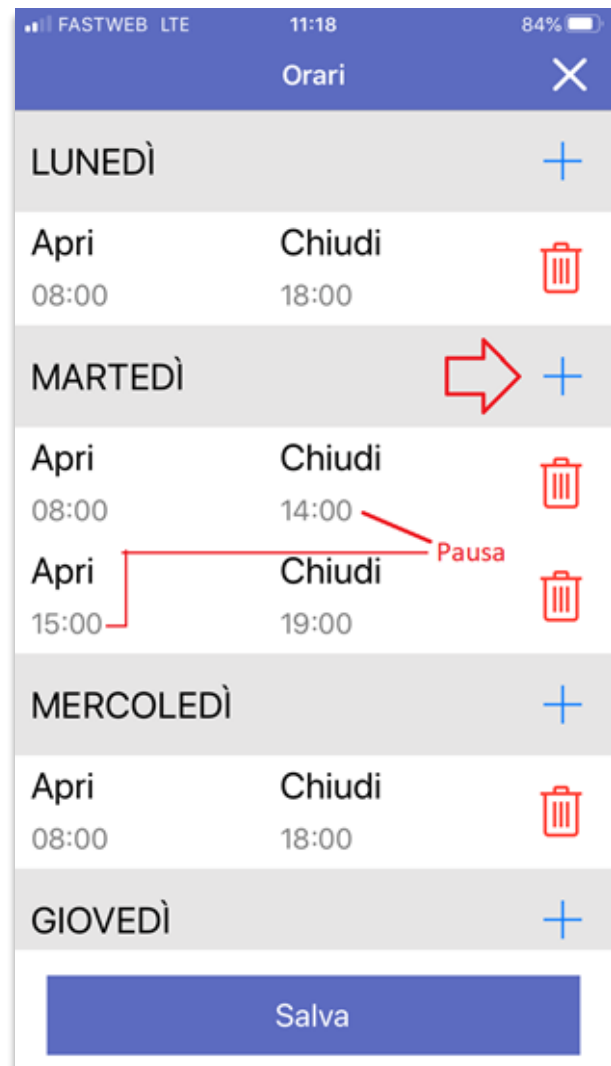 FASTWEB LTE 11:18 84%
Orari
LUNEDÌ
Apri Chiudi
08:00 18:00
MARTEDÌ
Apri Chiudi
08:00 14:00
Pausa
Apri Chiudi
15:00 19:00
MERCOLEDÌ
Apri Chiudi
08:00 18:00
GIOVEDÌ
Salva